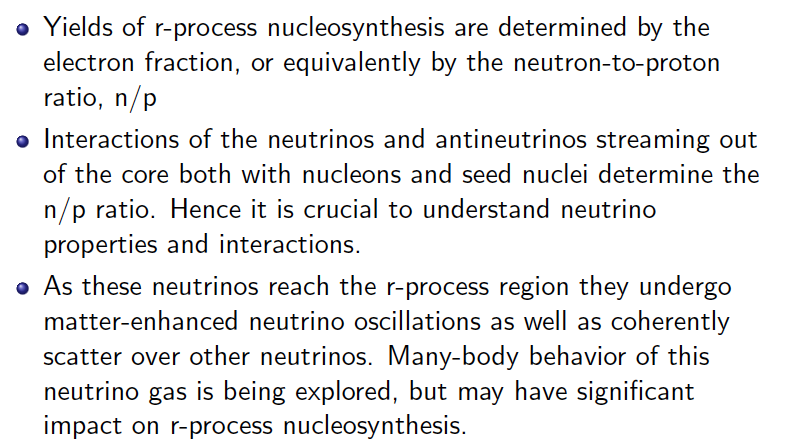 Yields of r-process nucleosynthesis are determined by the
electron fraction, or equivalently by the neutron-to-proton
ratio, n/p
Interactions of the neutrinos and antineutrinos streaming out
of the core both with nucleons and seed nuclei determine the
n/p ratio. Hence it is crucial to understand neutrino
properties and interactions.
As these neutrinos reach the r-process region they undergo
matter-enhanced neutrino oscillations as well as coherently
scatter over other neutrinos. Many-body behavior of this
neutrino gas is being explored, but may have significant
impact on r-process nucleosynthesis.